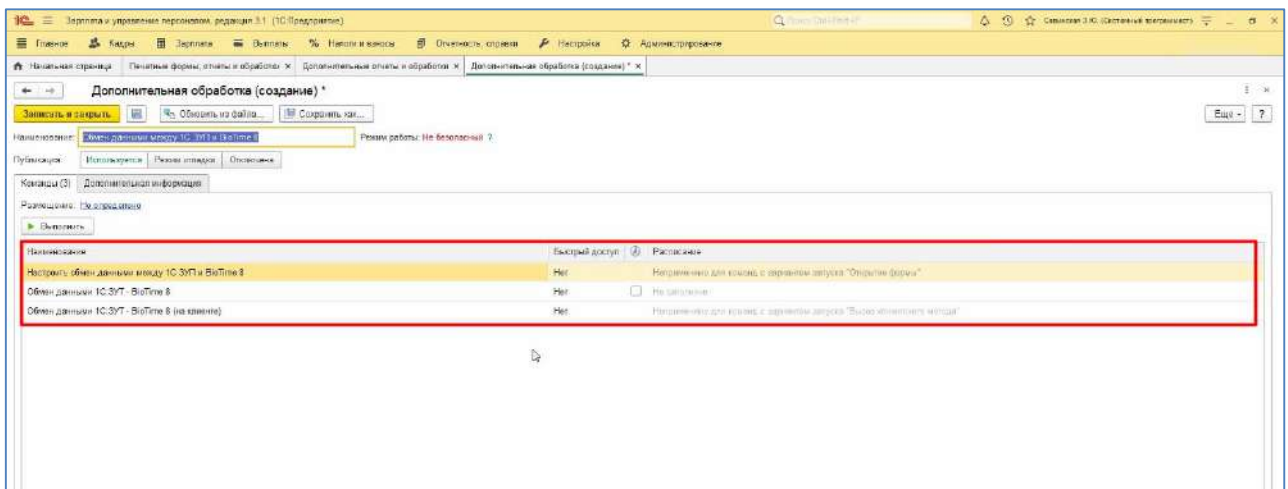 1С Зарплата и управление персоналом, редакция 3.1 (1С:Предприятие)
Главное Кадры Зарплата Выплаты % Налоги и взносы Отчетность, справки Настройка Администрирование
Начальная страница Печатные формы, отчеты и обработки × Дополнительные отчеты и обработки × Дополнительная обработка (создание) * ×
Дополнительная обработка (создание) *
Записать и закрыть Обновить из файла... Сохранить как... Еще ?
Наименование: Обмен данными между 1С ЗУП и BioTime 8 Режим работы: Не безопасный ?
Публикация: Используется Режим отладки Отключена
Команды (3) Дополнительная информация
Размещение: Не определено
Выполнить
Наименование Быстрый доступ Расписание
Настроить обмен данными между 1С ЗУП и BioTime 8 Нет Неприменимо для команд с вариантом запуска "Открытие формы"
Обмен данными 1С:ЗУТ - BioTime 8 Нет Не заполнено
Обмен данными 1С:ЗУТ - BioTime 8 (на клиенте) Нет Неприменимо для команд с вариантом запуска "Вызов клиентского метода"